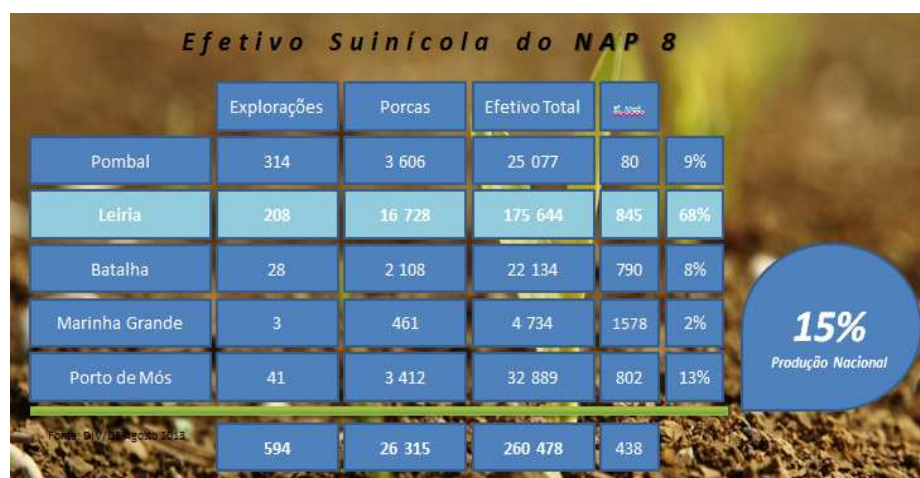 Efetivo Suinícola do NAP 8
Explorações Porcas Efetivo Total
Pombal 314 3 606 25 077 80 9%
Leiria 208 16 728 175 644 845 68%
Batalha 28 2 108 22 134 790 8%
Marinha Grande 3 461 4 734 1578 2%
Porto de Mós 41 3 412 32 889 802 13%
15%
Produção Nacional
Agosto 2013
594 26 315 260 478 438